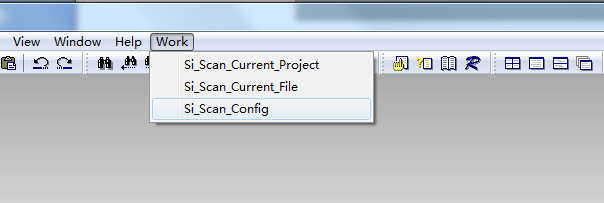 View Window Help Work
Si_Scan_Current_Project
Si_Scan_Current_File
Si_Scan_Config